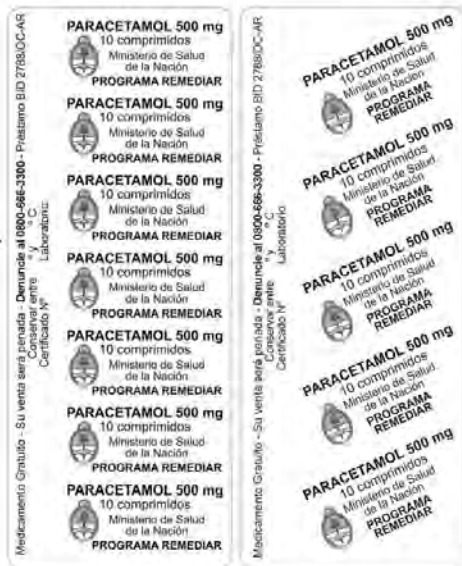 Medicamento Gratuito - Su venta será penada - Denuncie al 0800-666-3300 - Préstamo BID 2788/OC-AR
Conservar entre ° y ° C
Certificado Nº Laboratorio:
PARACETAMOL 500 mg
10 comprimidos
Ministerio de Salud
de la Nación
PROGRAMA REMEDIAR
PARACETAMOL 500 mg
10 comprimidos
Ministerio de Salud
de la Nación
PROGRAMA REMEDIAR
PARACETAMOL 500 mg
10 comprimidos
Ministerio de Salud
de la Nación
PROGRAMA REMEDIAR
PARACETAMOL 500 mg
10 comprimidos
Ministerio de Salud
de la Nación
PROGRAMA REMEDIAR
PARACETAMOL 500 mg
10 comprimidos
Ministerio de Salud
de la Nación
PROGRAMA REMEDIAR
PARACETAMOL 500 mg
10 comprimidos
Ministerio de Salud
de la Nación
PROGRAMA REMEDIAR
PARACETAMOL 500 mg
10 comprimidos
Ministerio de Salud
de la Nación
PROGRAMA REMEDIAR
Medicamento Gratuito - Su venta será penada - Denuncie al 0800-666-3300 - Préstamo BID 2788/OC-AR
Conservar entre ° y ° C
Certificado Nº Laboratorio:
PARACETAMOL 500 mg
10 comprimidos
Ministerio de Salud
de la Nación
PROGRAMA
REMEDIAR
PARACETAMOL 500 mg
10 comprimidos
Ministerio de Salud
de la Nación
PROGRAMA
REMEDIAR
PARACETAMOL 500 mg
10 comprimidos
Ministerio de Salud
de la Nación
PROGRAMA
REMEDIAR
PARACETAMOL 500 mg
10 comprimidos
Ministerio de Salud
de la Nación
PROGRAMA
REMEDIAR
PARACETAMOL 500 mg
10 comprimidos
Ministerio de Salud
de la Nación
PROGRAMA
REMEDIAR